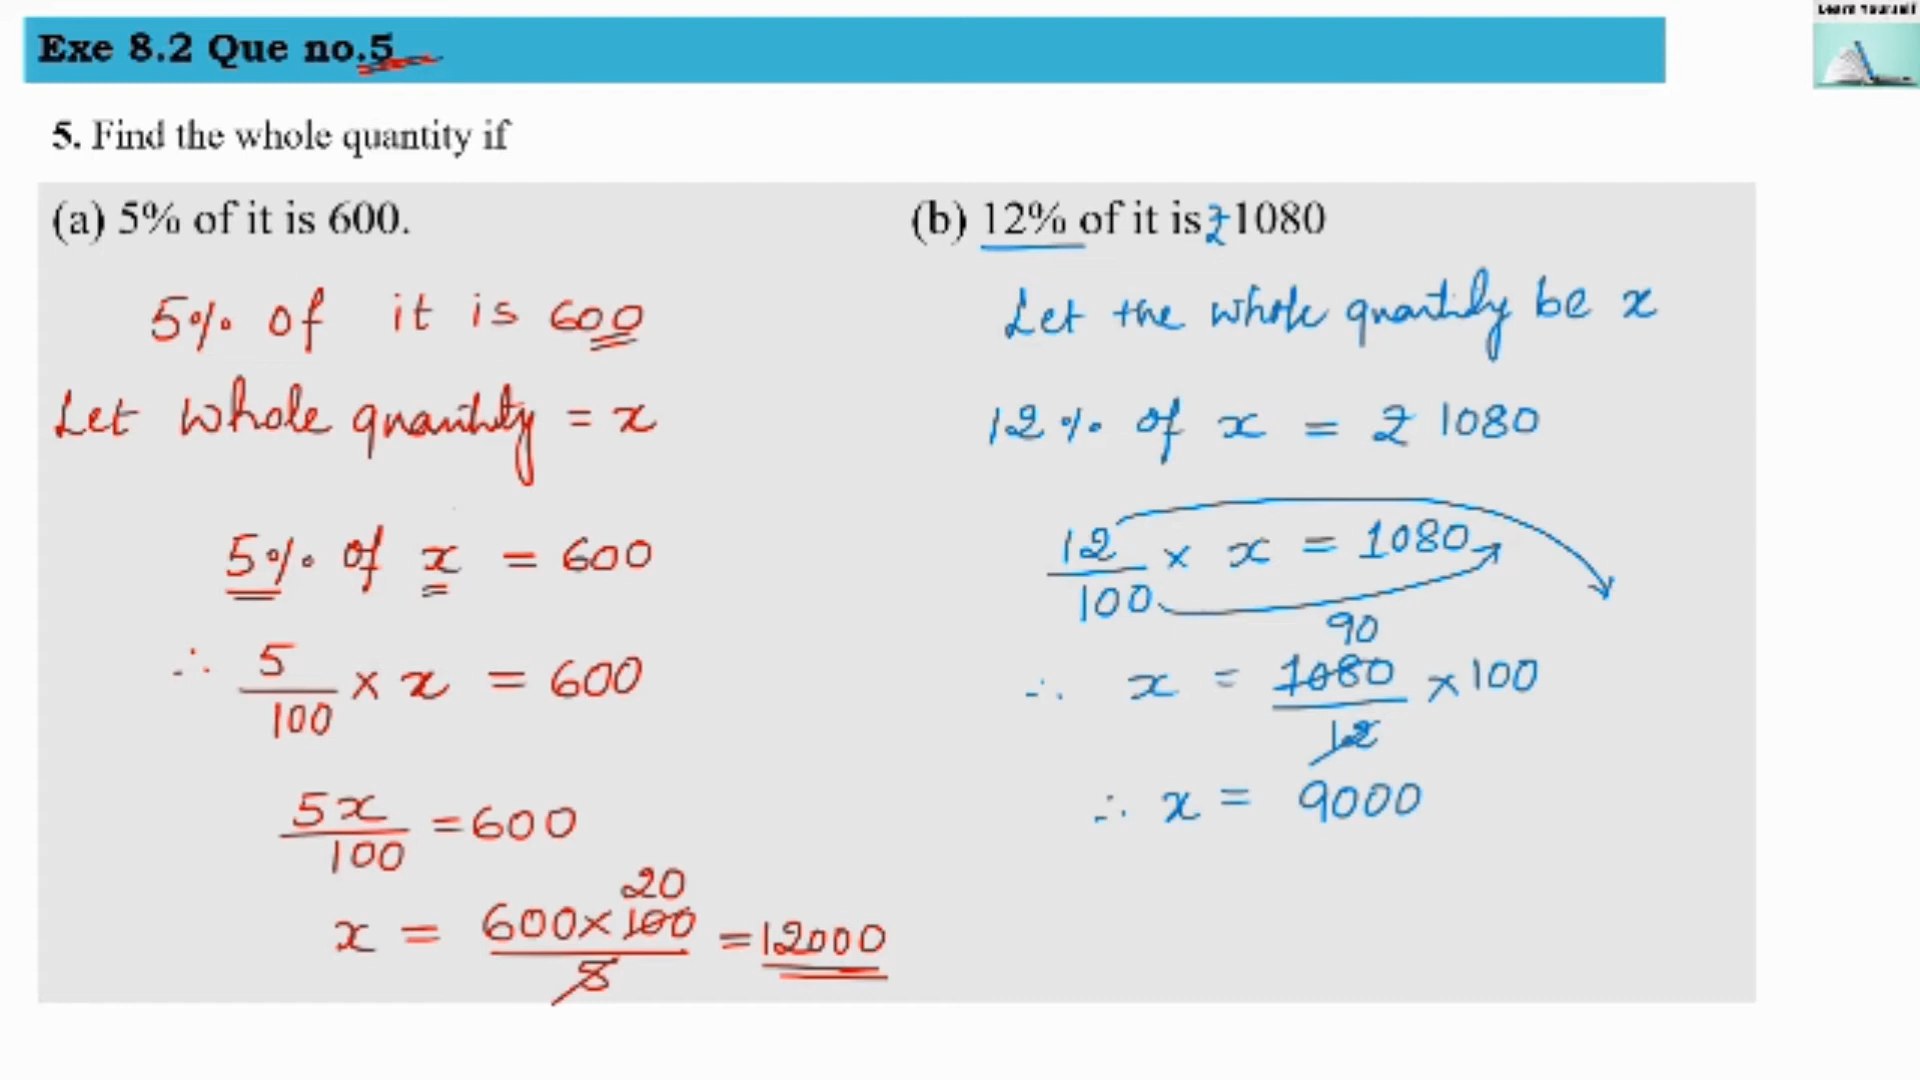 Learn Yourself
Exe 8.2 Que no.5
5. Find the whole quantity if
(a) 5% of it is 600.
5% of it is 600
Let whole quantity = x
5% of x = 600
∴ 5/100 × x = 600
5x/100 = 600
20
x = 600×100/5 = 12000
(b) 12% of it is ₹1080
Let the whole quantity be x
12% of x = ₹ 1080
12/100 × x = 1080
90
∴ x = 1080/12 × 100
∴ x = 9000